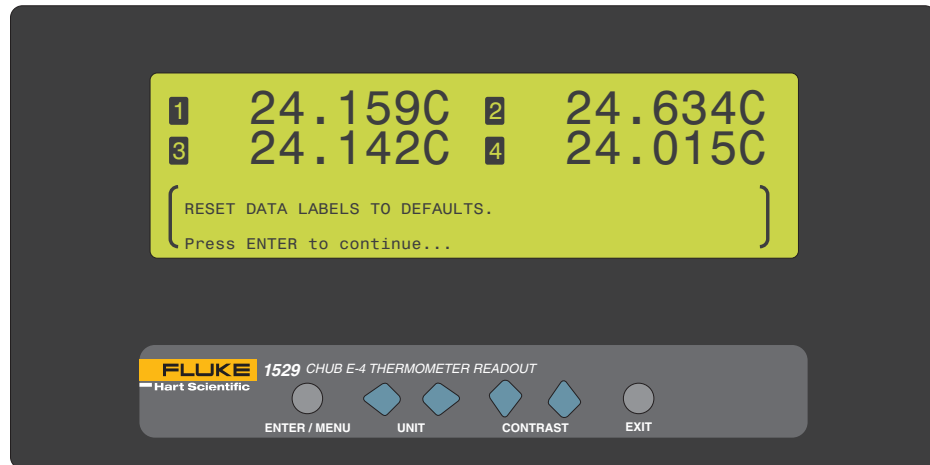 1 24.159C 2 24.634C
3 24.142C 4 24.015C
RESET DATA LABELS TO DEFAULTS.
Press ENTER to continue...
FLUKE 1529 CHUB E-4 THERMOMETER READOUT
Hart Scientific
ENTER / MENU UNIT CONTRAST EXIT